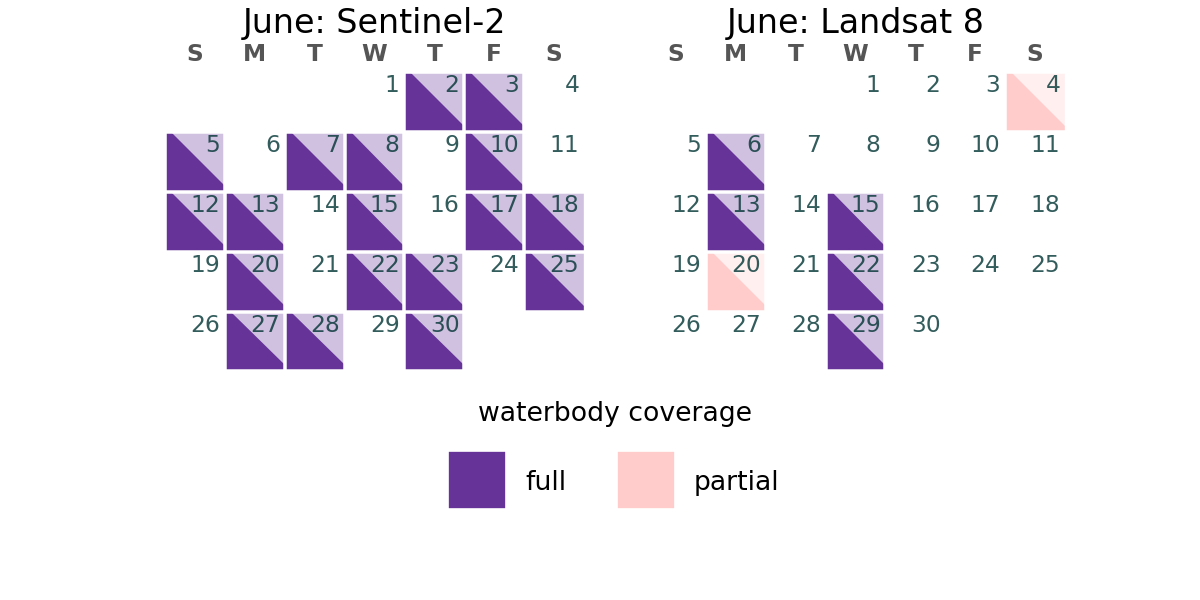 June: Sentinel-2
S M T W T F S
1 2 3 4
5 6 7 8 9 10 11
12 13 14 15 16 17 18
19 20 21 22 23 24 25
26 27 28 29 30
June: Landsat 8
S M T W T F S
1 2 3 4
5 6 7 8 9 10 11
12 13 14 15 16 17 18
19 20 21 22 23 24 25
26 27 28 29 30
waterbody coverage
full
partial